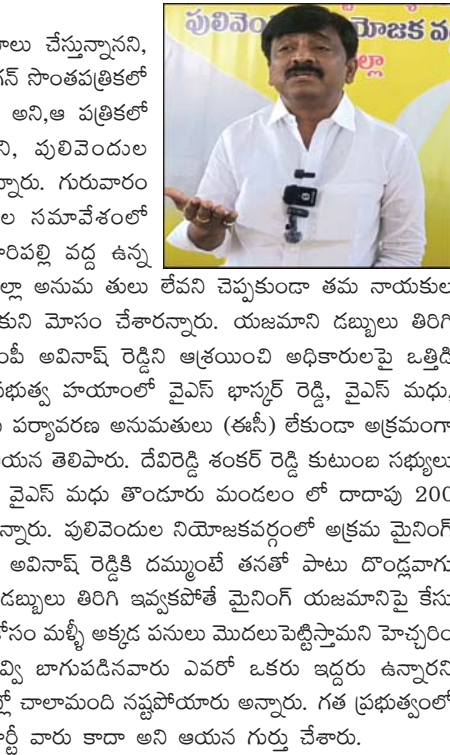 పులివెందు యోజక వర్గ
ల్లా
ాలు చేస్తున్నానని,
గన్ సొంతపత్రికలో
అని,ఆ పత్రికలో
ని, పులివెందుల
న్నారు. గురువారం
ల సమావేశంలో
ారిపల్లి వద్ద ఉన్న
ల్లా అనుమ తులు లేవని చెప్పకుండా తమ నాయకుల
కుని మోసం చేశారన్నారు. యజమాని డబ్బులు తిరిగి
ఎంపీ అవినాష్ రెడ్డిని ఆశ్రయించి అధికారులపై ఒత్తిడి
భుత్వ హయాంలో వైఎస్ భాస్కర్ రెడ్డి, వైఎస్ మధు,
పర్యావరణ అనుమతులు (ఈసీ) లేకుండా అక్రమంగా
ఆయన తెలిపారు. దేవిరెడ్డి శంకర్ రెడ్డి కుటుంబ సభ్యులు
వైఎస్ మధు తొండూరు మండలం లో దాదాపు 200
న్నారు. పులివెందుల నియోజకవర్గంలో అక్రమ మైనింగ్
అవినాష్ రెడ్డికి దమ్ముంటే తనతో పాటు దొండ్లవాగు
డబ్బులు తిరిగి ఇవ్వకపోతే మైనింగ్ యజమానిపై కేసు
కోసం మళ్ళీ అక్కడ పనులు మొదలుపెట్టిస్తామని హెచ్చరిం
వ్వి బాగుపడినవారు ఎవరో ఒకరు ఇద్దరు ఉన్నారని
ల్లో చాలామంది నష్టపోయారు అన్నారు. గత ప్రభుత్వంలో
ార్టీ వారు కాదా అని ఆయన గుర్తు చేశారు.